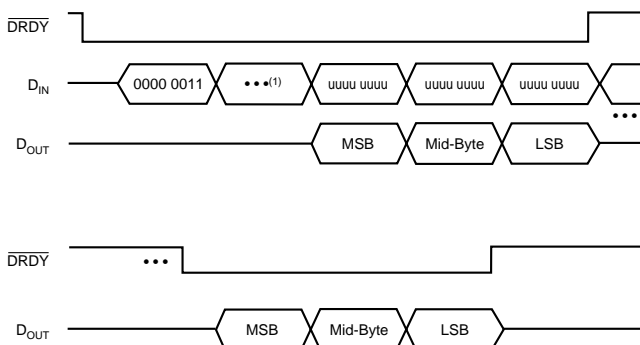 DRDY
DIN 0000 0011 •••(1) uuuu uuuu uuuu uuuu uuuu uuuu
•••
DOUT MSB Mid-Byte LSB
DRDY •••
DOUT MSB Mid-Byte LSB